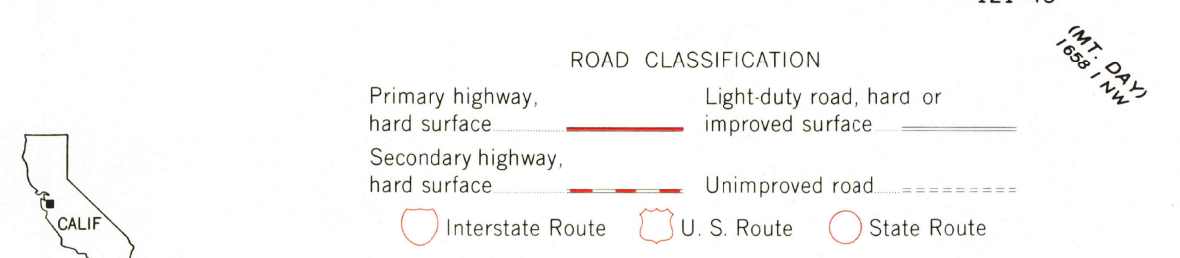 (MT. DAY)
1658 I NW
ROAD CLASSIFICATION
Primary highway,
hard surface
Light-duty road, hard or
improved surface
Secondary highway,
hard surface
Unimproved road
Interstate Route
U. S. Route
State Route
CALIF